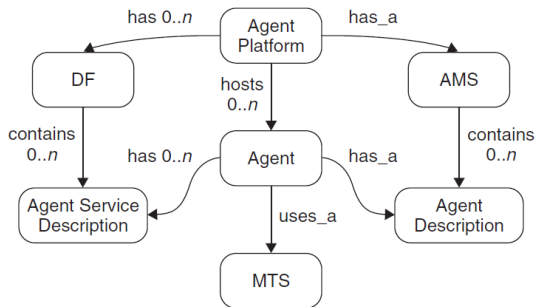 has 0..n
Agent
Platform
has_a
DF
hosts
0..n
AMS
contains
0..n
has 0..n
Agent
has_a
contains
0..n
Agent Service
Description
uses_a
Agent
Description
MTS